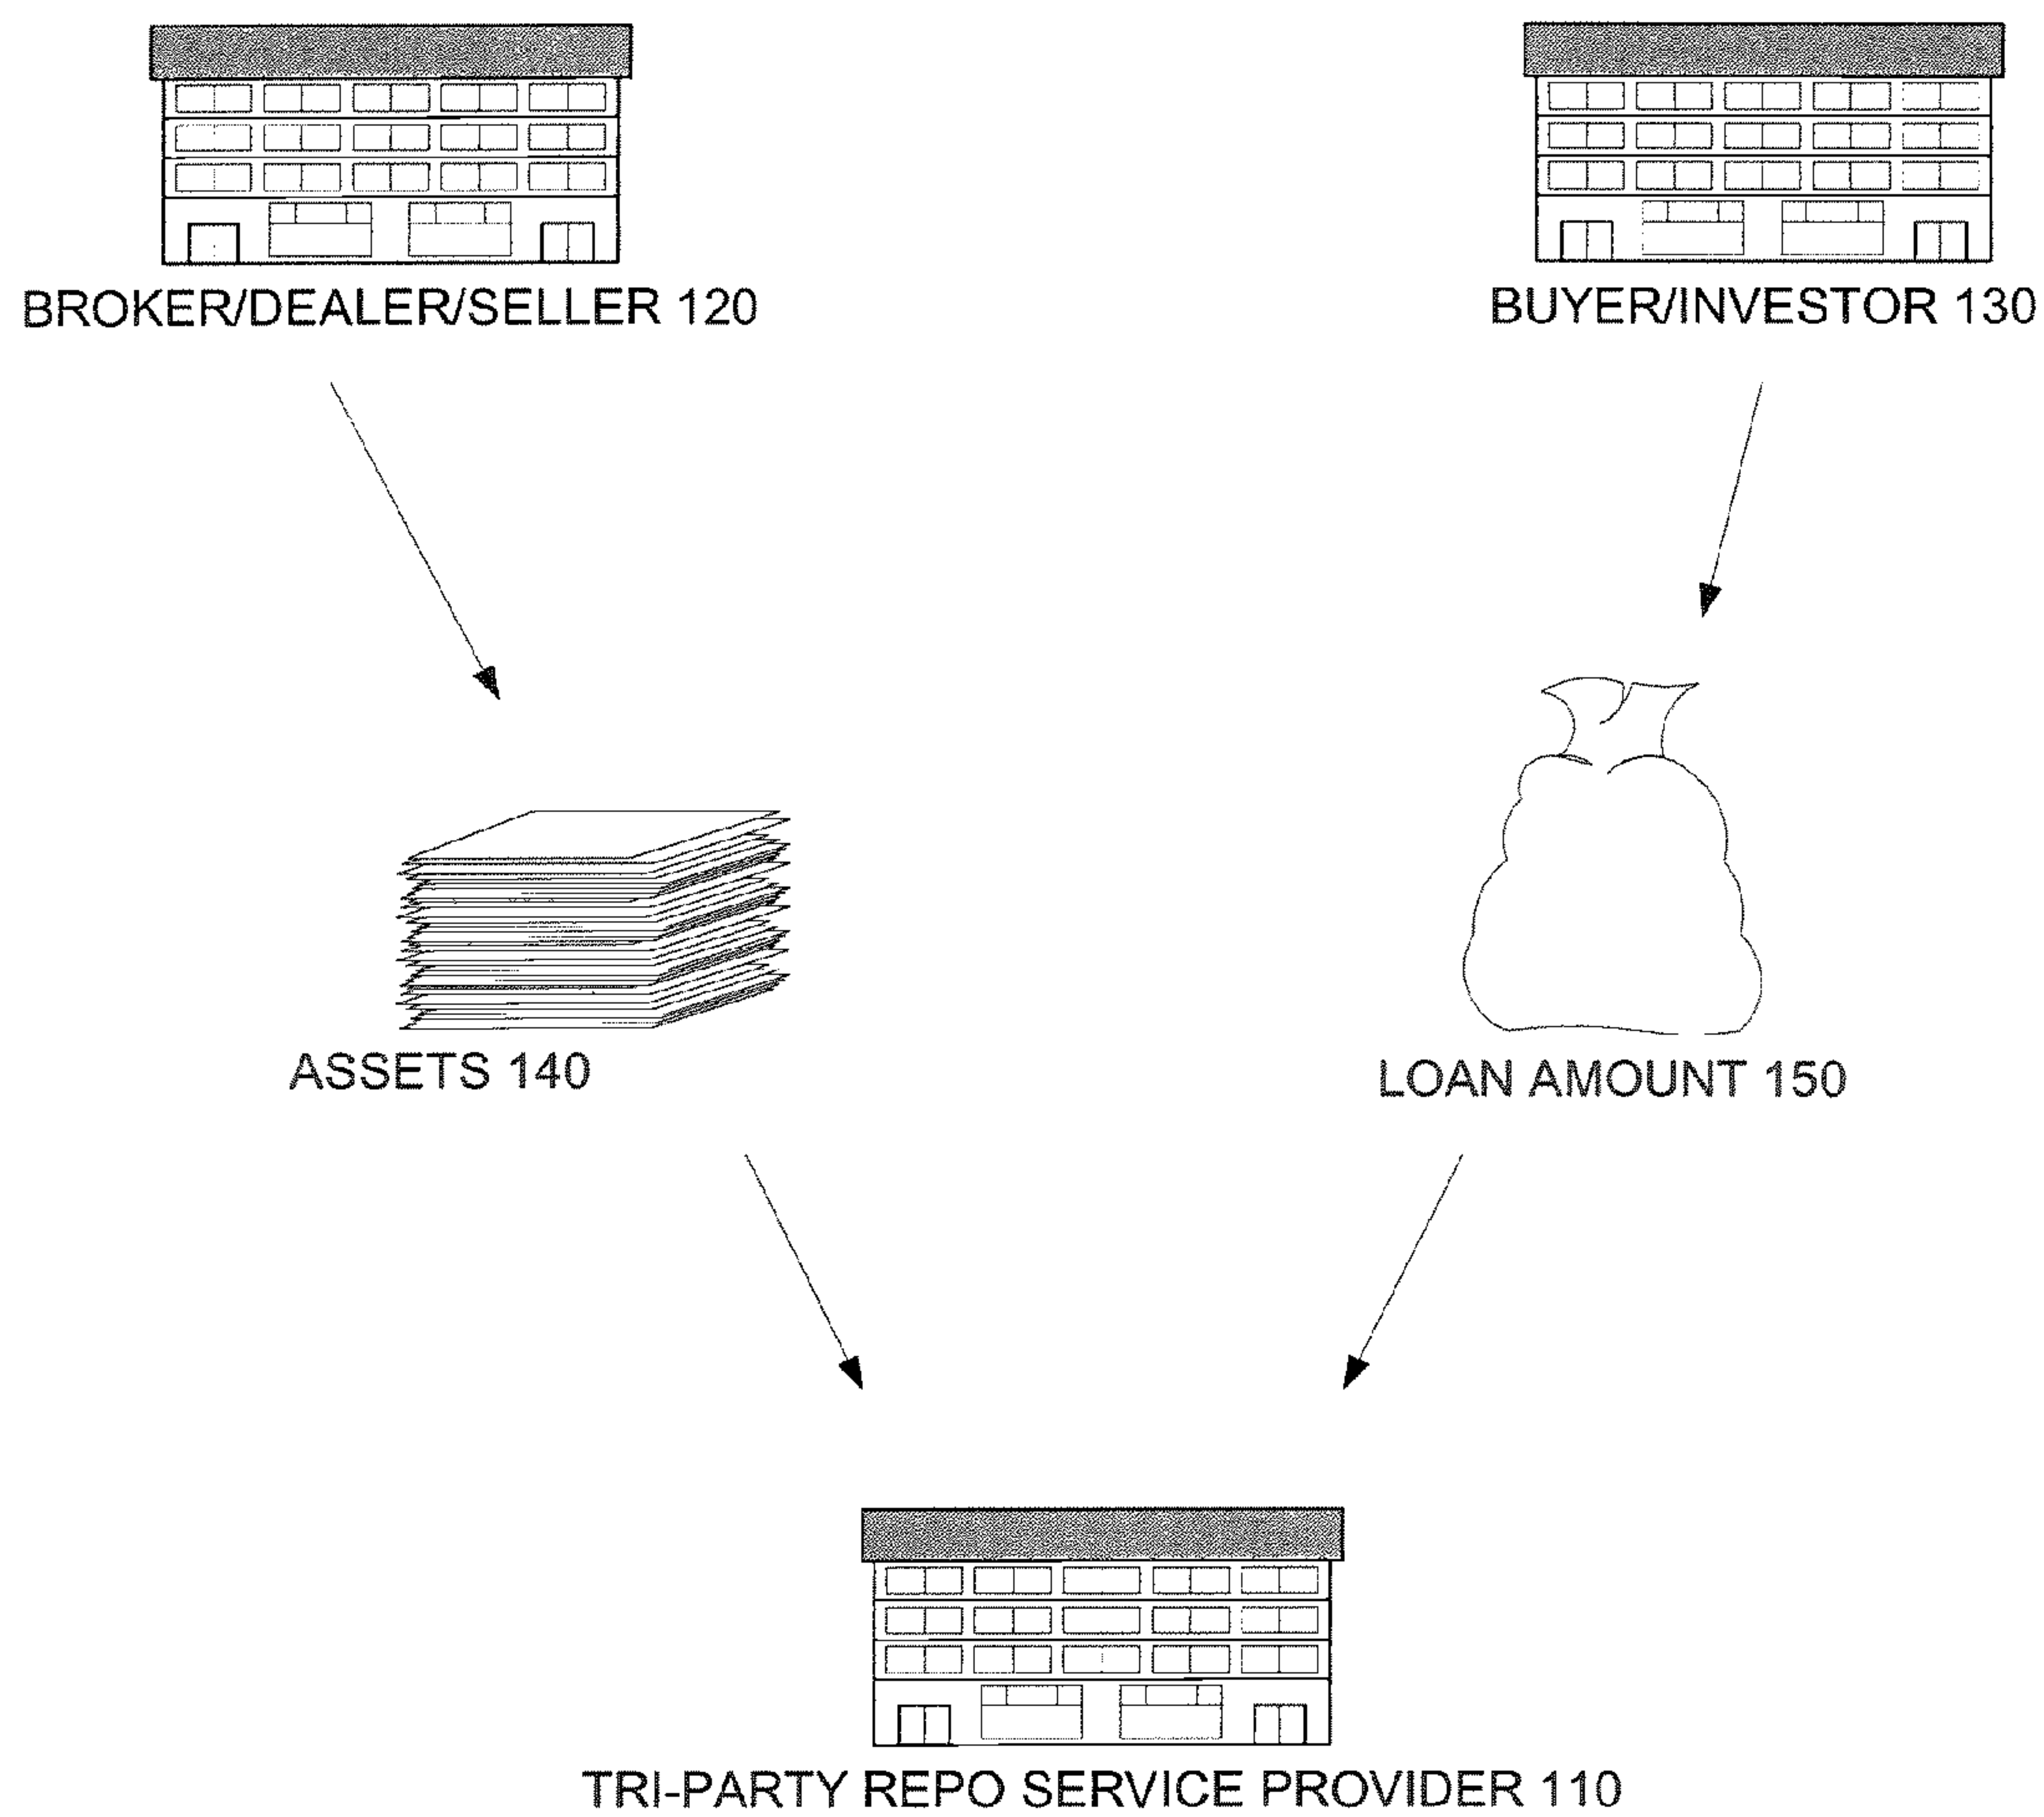 BROKER/DEALER/SELLER 120
BUYER/INVESTOR 130
ASSETS 140
LOAN AMOUNT 150
TRI-PARTY REPO SERVICE PROVIDER 110